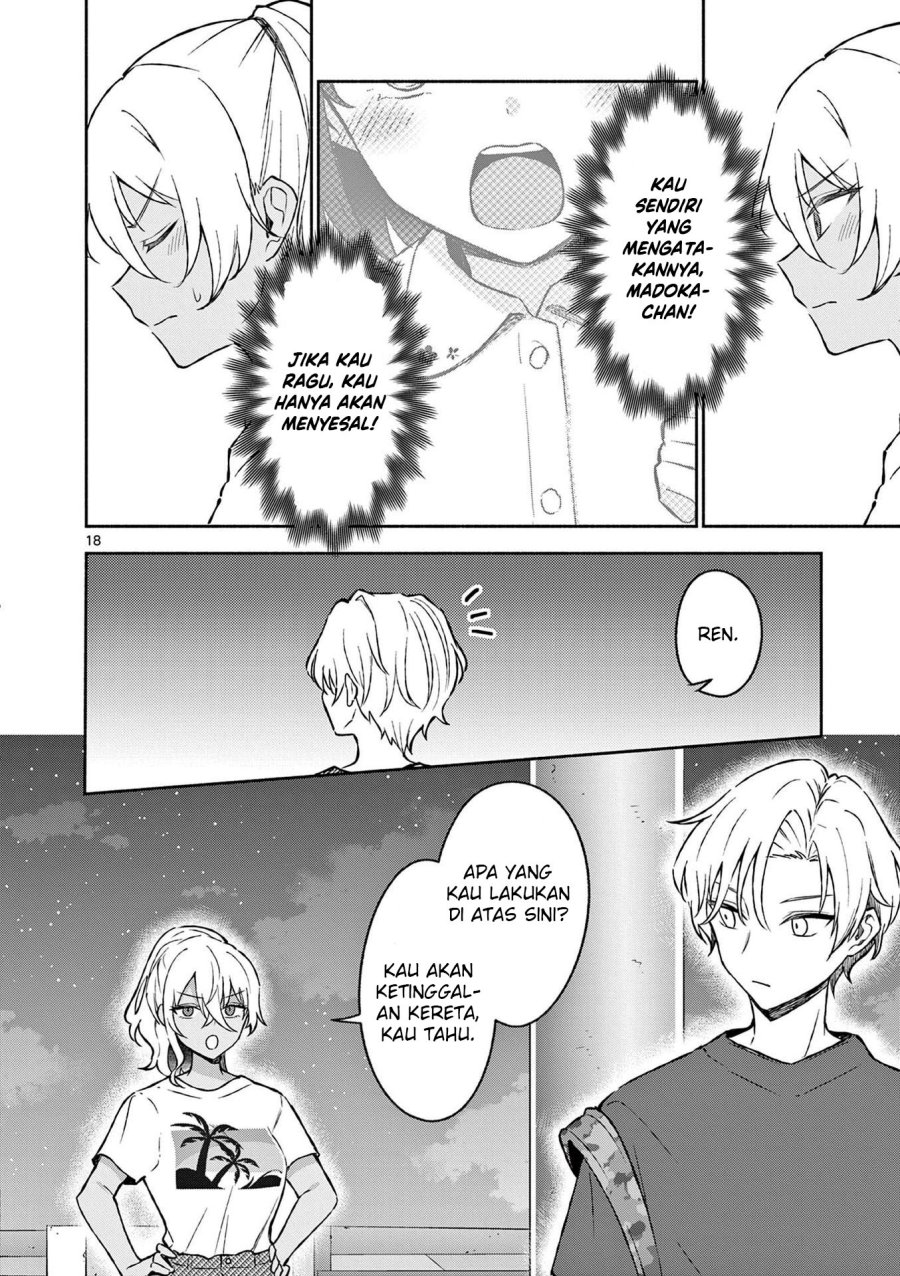 KAU
SENDIRI
YANG
MENGATA-
KANNYA,
MADOKA-
CHAN!
JIKA KAU
RAGU, KAU
HANYA AKAN
MENYESAL!
18
REN.
APA YANG
KAU LAKUKAN
DI ATAS SINI?
KAU AKAN
KETINGGAL-
AN KERETA,
KAU TAHU.